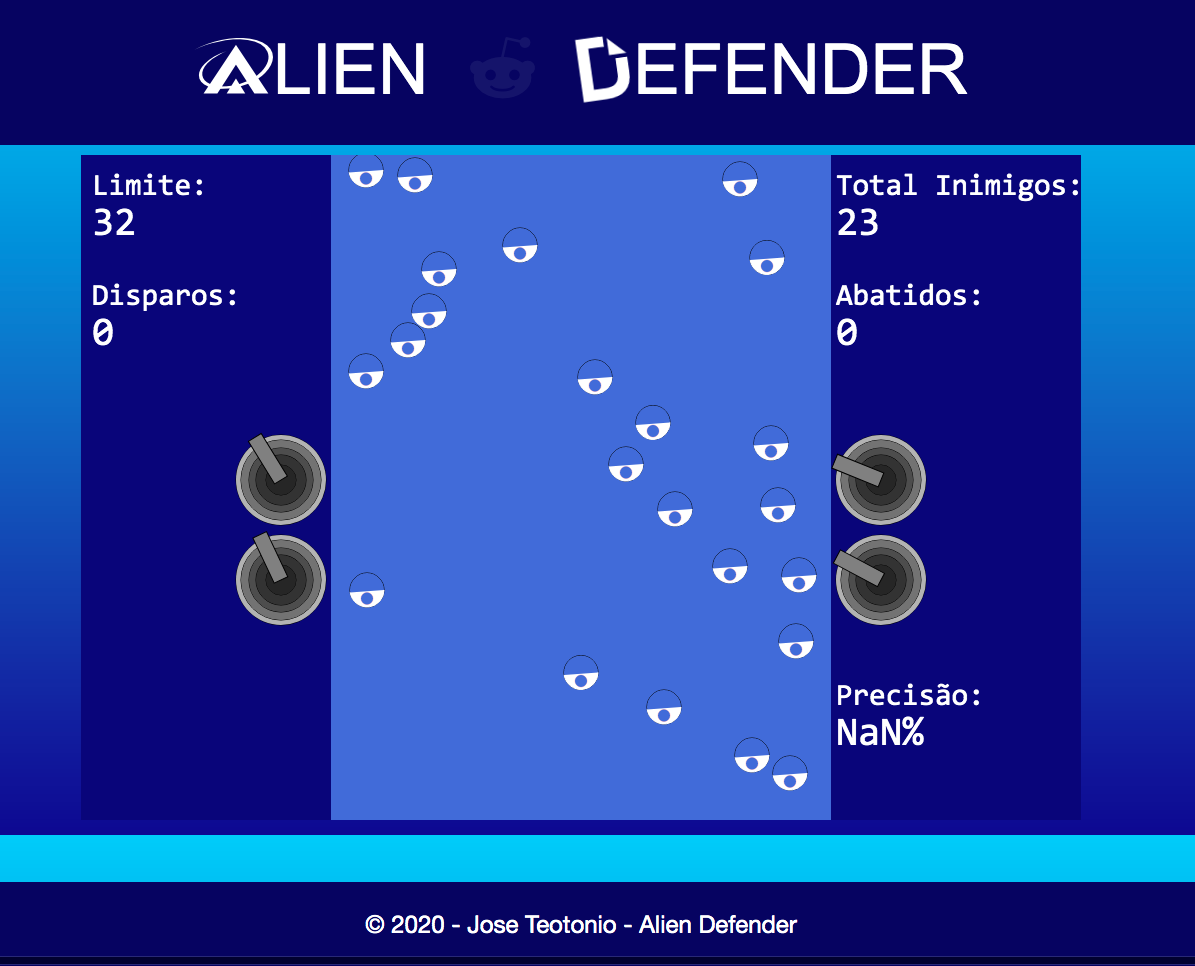 ALIEN DEFENDER
Limite:
32
Disparos:
0
Total Inimigos:
23
Abatidos:
0
Precisão:
NaN%
© 2020 - Jose Teotonio - Alien Defender